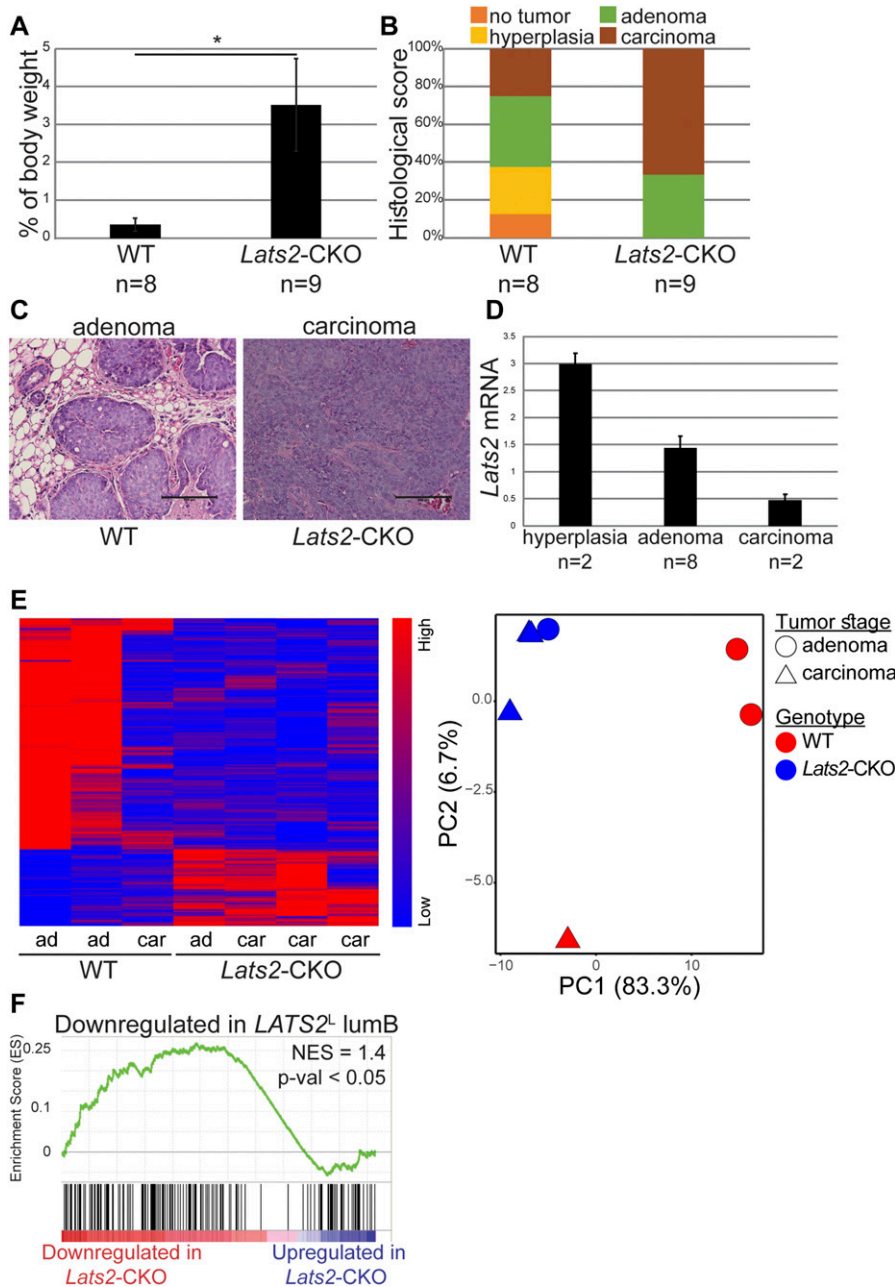 A
*
% of body weight
5
4
3
2
1
0
WT
Lats2-CKO
n=8
n=9
B
no tumor
adenoma
hyperplasia
carcinoma
Histological score
100%
80%
60%
40%
20%
0%
WT
Lats2-CKO
n=8
n=9
C
adenoma
carcinoma
WT
Lats2-CKO
D
Lats2 mRNA
3.5
3
2.5
2
1.5
1
0.5
0
hyperplasia
adenoma
carcinoma
n=2
n=8
n=2
E
High
Low
ad ad car ad car car car
WT
Lats2-CKO
PC2 (6.7%)
0.0
−2.5
−5.0
−10
0
10
PC1 (83.3%)
Tumor stage
adenoma
carcinoma
Genotype
WT
Lats2-CKO
F
Downregulated in LATS2ᴸ lumB
NES = 1.4
p-val < 0.05
Enrichment Score (ES)
0.25
0.1
0
Downregulated in
Lats2-CKO
Upregulated in
Lats2-CKO